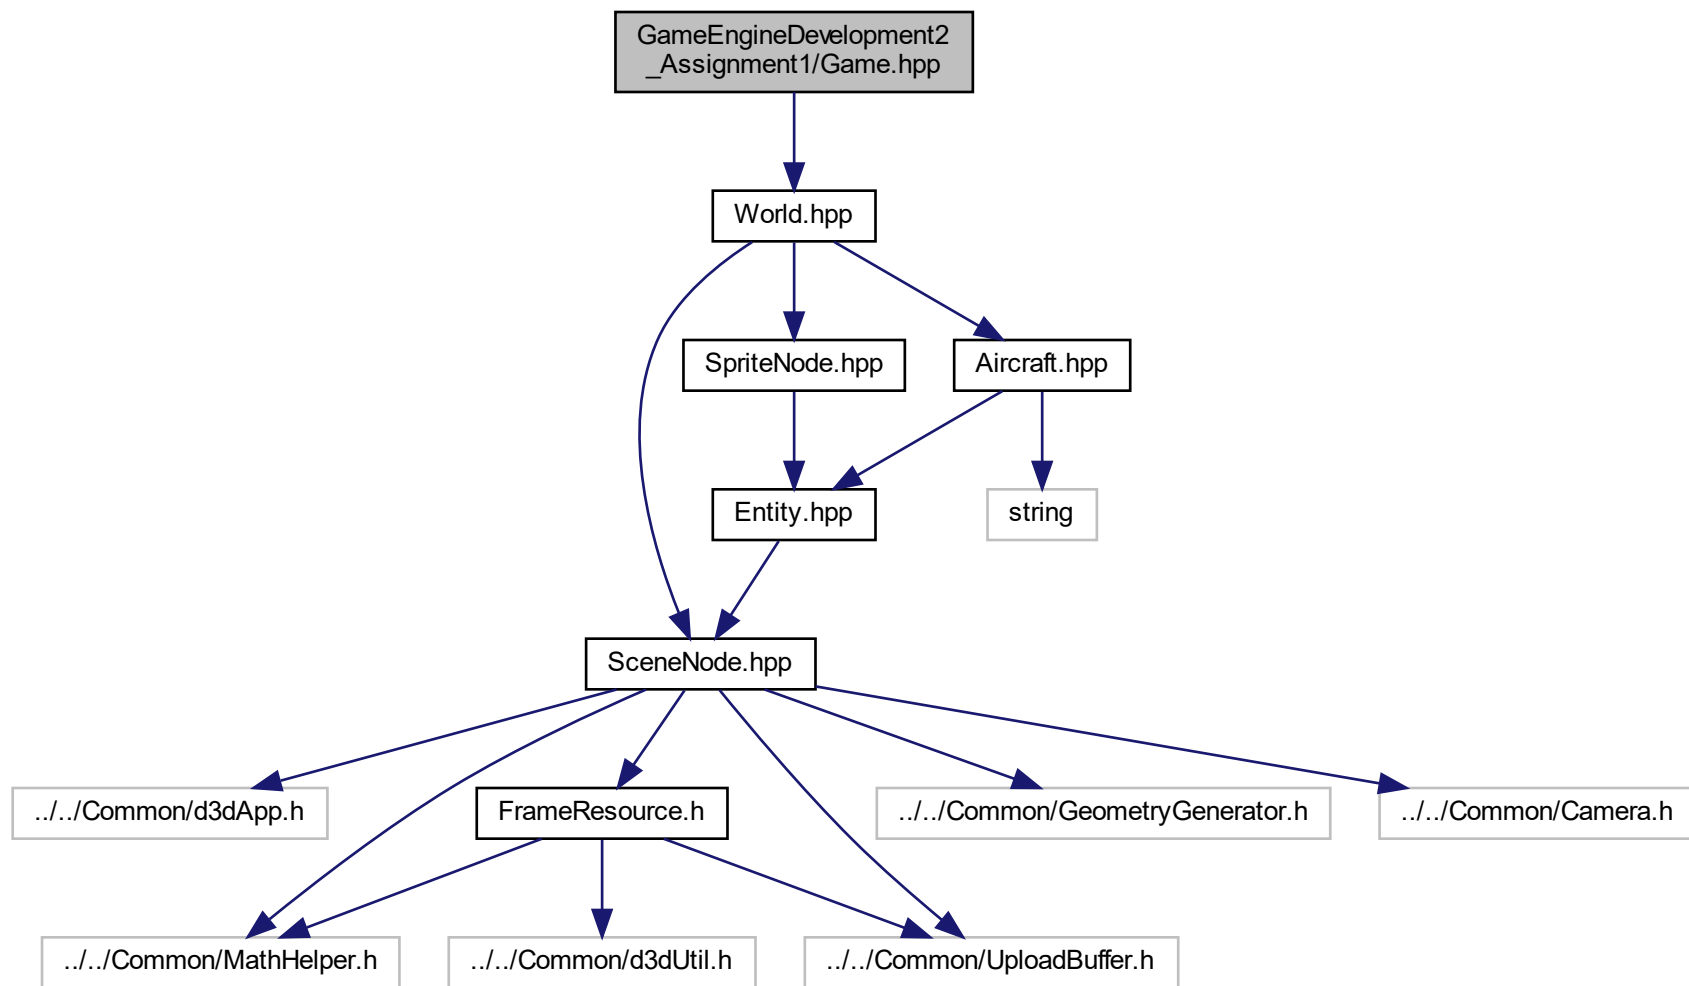 GameEngineDevelopment2
_Assignment1/Game.hpp
World.hpp
SpriteNode.hpp
Aircraft.hpp
Entity.hpp
string
SceneNode.hpp
../../Common/d3dApp.h
FrameResource.h
../../Common/GeometryGenerator.h
../../Common/Camera.h
../../Common/MathHelper.h
../../Common/d3dUtil.h
../../Common/UploadBuffer.h